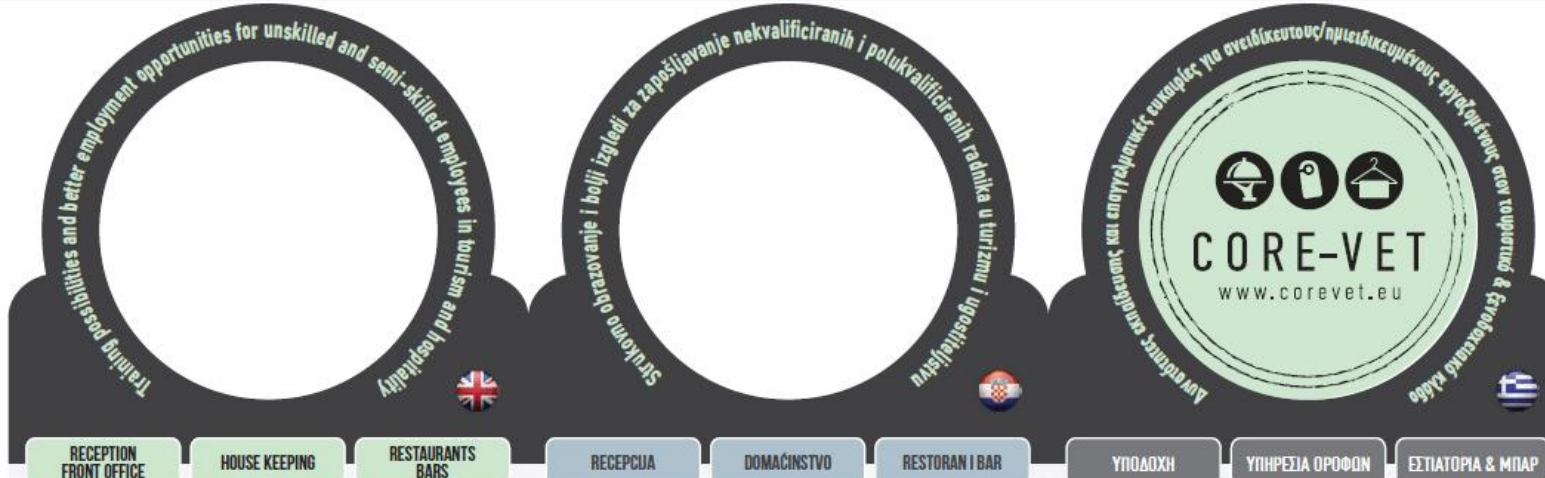 Training possibilities and better employment opportunities for unskilled and semi-skilled employees in tourism and hospitality
RECEPTION
FRONT OFFICE
HOUSE KEEPING
RESTAURANTS
BARS
Strukovno obrazovanje i bolji izgledi za zapošljavanje nekvalificiranih i polukvalificiranih radnika u turizmu i ugostiteljstvu
RECEPCIJA
DOMAĆINSTVO
RESTORAN I BAR
Δυνατότητες εκπαίδευσης και επαγγελματικές ευκαιρίες για ανειδίκευτους/ημιειδικευμένους εργαζομένους στον τουριστικό & ξενοδοχειακό κλάδο
CORE-VET
www.corevet.eu
ΥΠΟΔΟΧΗ
ΥΠΗΡΕΣΙΑ ΟΡΟΦΩΝ
ΕΣΤΙΑΤΟΡΙΑ & ΜΠΑΡ